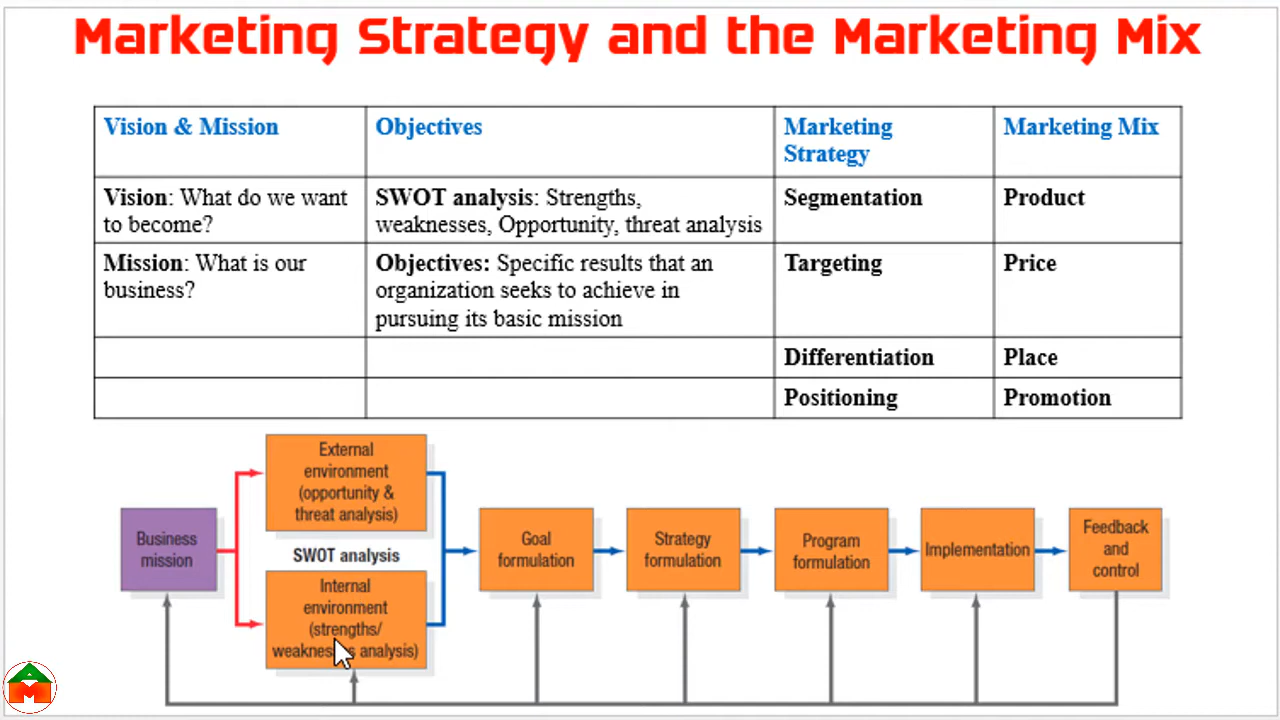 Marketing Strategy and the Marketing Mix
Vision & Mission
Objectives
Marketing
Strategy
Marketing Mix
Vision: What do we want
to become?
SWOT analysis: Strengths,
weaknesses, Opportunity, threat analysis
Segmentation
Product
Mission: What is our
business?
Objectives: Specific results that an
organization seeks to achieve in
pursuing its basic mission
Targeting
Price
Differentiation
Place
Positioning
Promotion
Business
mission
External
environment
(opportunity &
threat analysis)
SWOT analysis
Internal
environment
(strengths/
weaknesses analysis)
Goal
formulation
Strategy
formulation
Program
formulation
Implementation
Feedback
and
control